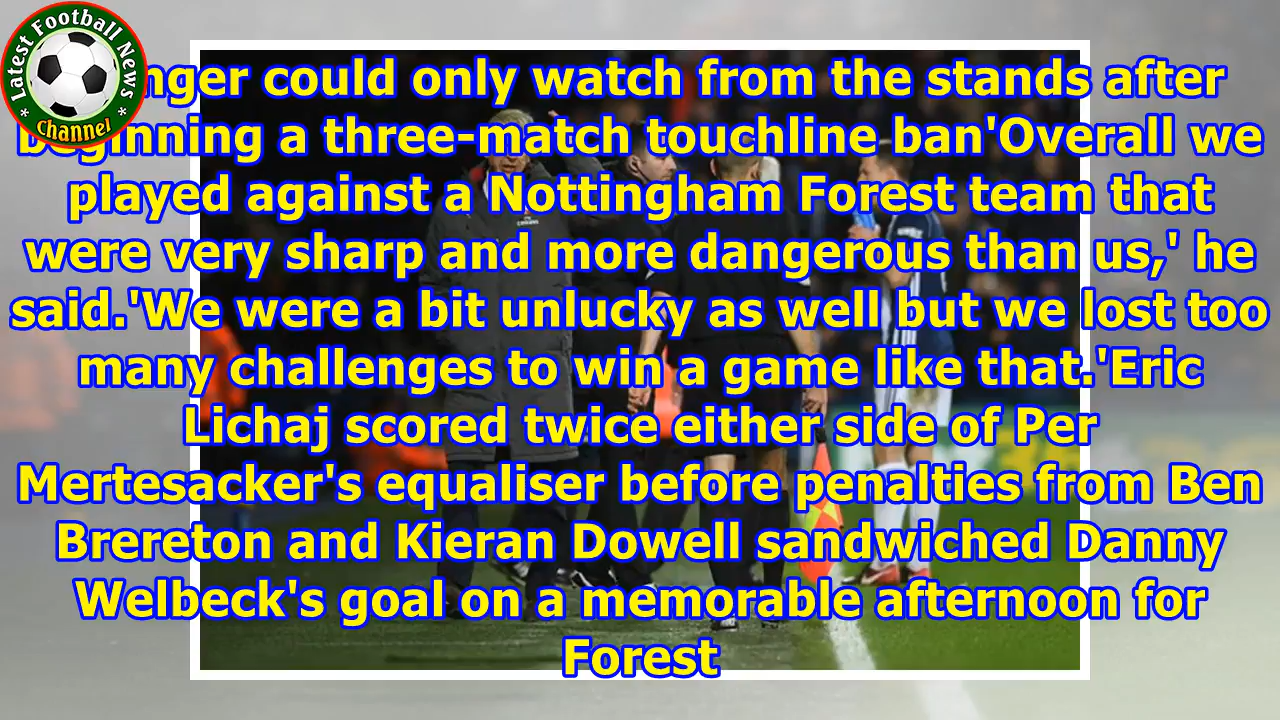 Latest Football News
Channel
nger could only watch from the stands after
beginning a three-match touchline ban'Overall we
played against a Nottingham Forest team that
were very sharp and more dangerous than us,' he
said.'We were a bit unlucky as well but we lost too
many challenges to win a game like that.'Eric
Lichaj scored twice either side of Per
Mertesacker's equaliser before penalties from Ben
Brereton and Kieran Dowell sandwiched Danny
Welbeck's goal on a memorable afternoon for
Forest